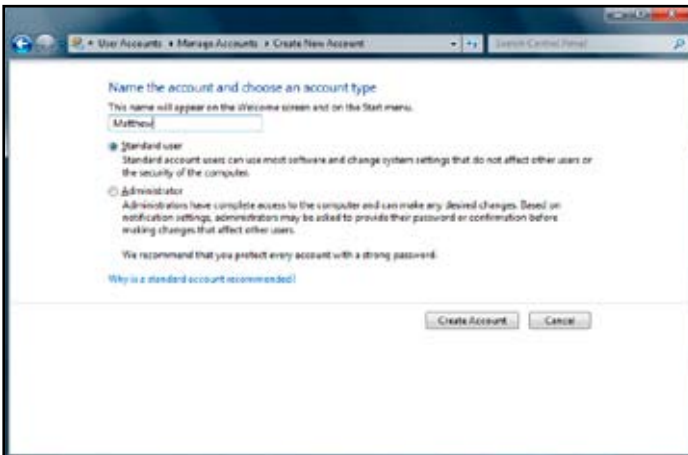 User Accounts ▸ Manage Accounts ▸ Create New Account
Search Control Panel
Name the account and choose an account type
This name will appear on the Welcome screen and on the Start menu.
Matthew
Standard user
Standard account users can use most software and change system settings that do not affect other users or
the security of the computer.
Administrator
Administrators have complete access to the computer and can make any desired changes. Based on
notification settings, administrators may be asked to provide their password or confirmation before
making changes that affect other users.
We recommend that you protect every account with a strong password.
Why is a standard account recommended?
Create Account
Cancel